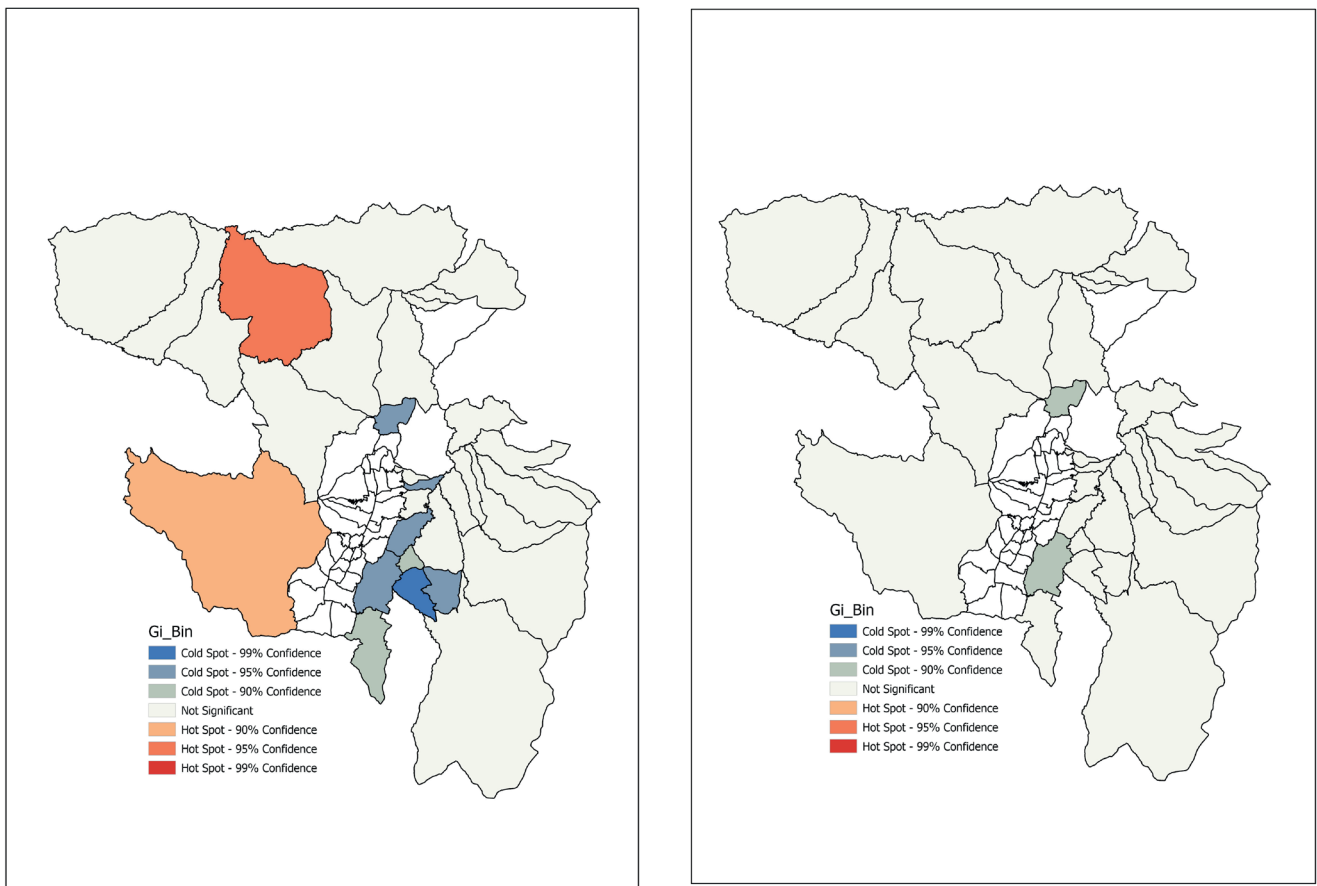 Gi_Bin
Cold Spot - 99% Confidence
Cold Spot - 95% Confidence
Cold Spot - 90% Confidence
Not Significant
Hot Spot - 90% Confidence
Hot Spot - 95% Confidence
Hot Spot - 99% Confidence
Gi_Bin
Cold Spot - 99% Confidence
Cold Spot - 95% Confidence
Cold Spot - 90% Confidence
Not Significant
Hot Spot - 90% Confidence
Hot Spot - 95% Confidence
Hot Spot - 99% Confidence